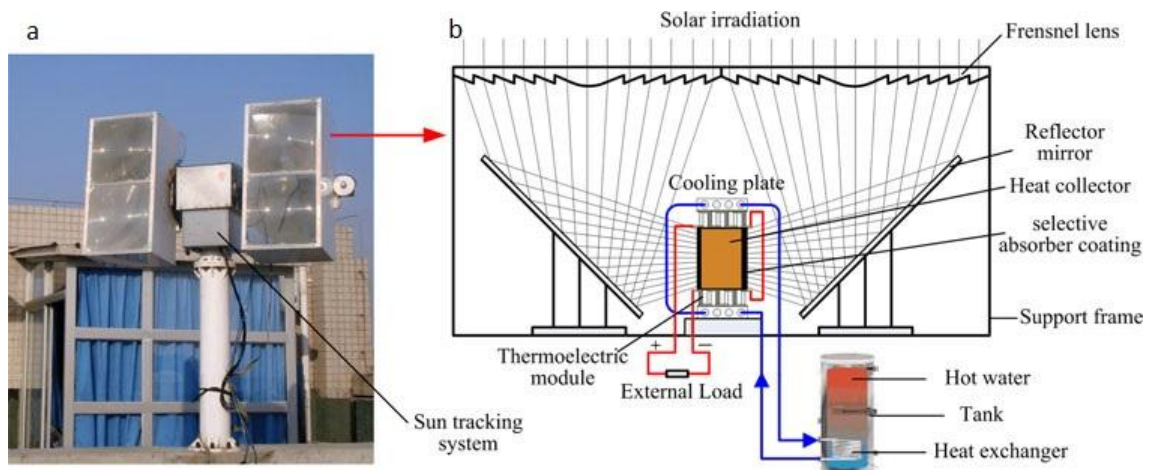 a
b
Solar irradiation
Frensnel lens
Reflector
mirror
Cooling plate
Heat collector
selective
absorber coating
Support frame
+
−
Thermoelectric
module
External Load
Hot water
Tank
Heat exchanger
Sun tracking
system